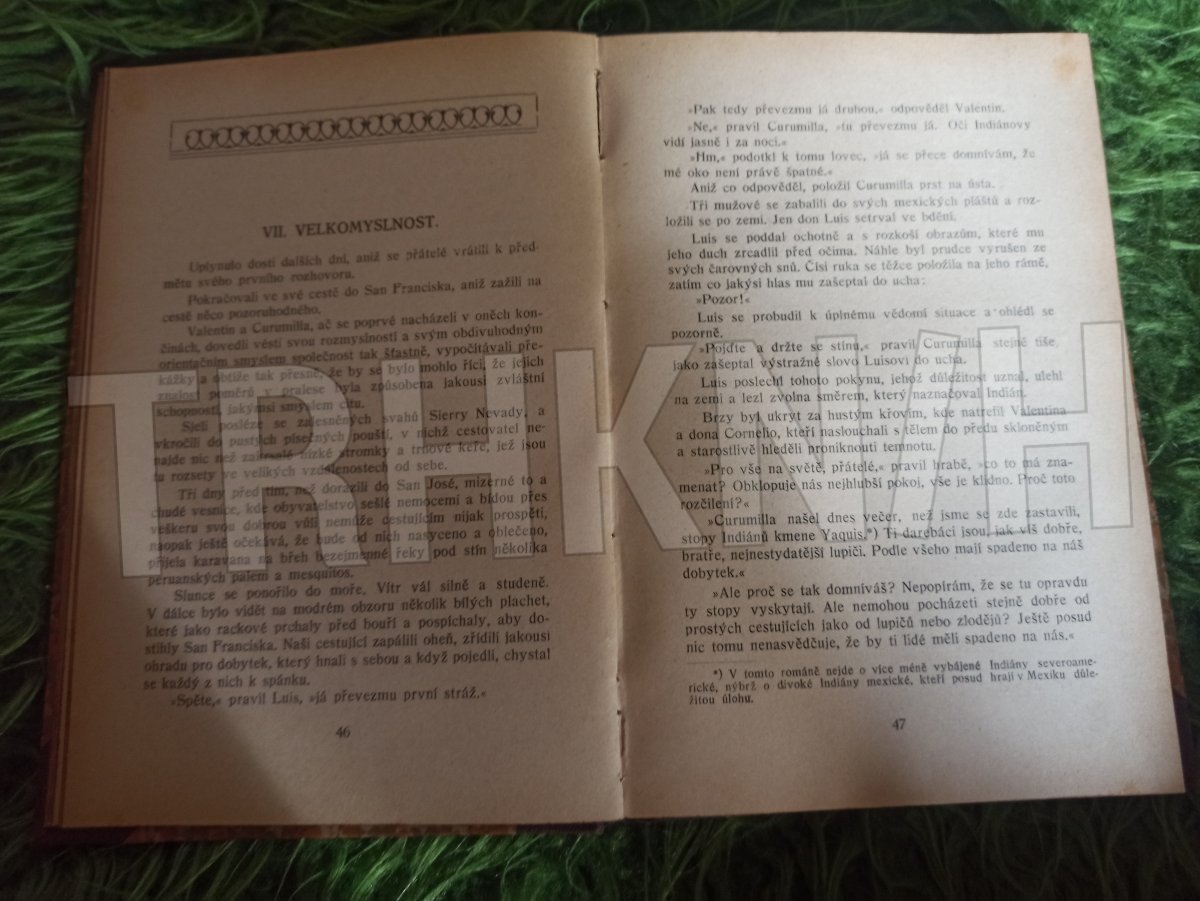 VII. VELKOMYSLNOST.
Uplynulo dosti dalších dní, aniž se přátelé vrátili k před-
mětu svého prvního rozhovoru.
Pokračovali ve své cestě do San Franciska, aniž zažili na
cestě něco pozoruhodného.
Valentin a Curumilla, ač se poprvé nacházeli v oněch kon-
činách, dovedli vésti svou rozmyslností a svým obdivuhodným
orientačním smyslem společnost tak šťastně, vypočítávali pře-
kážky a obtíže tak přesně, že by se bylo mohlo říci, že jejich
znalost poměrů v pralese byla způsobena jakousi zvláštní
schopností, jakýmsi smyslem citu.
Sjeli posléze se zalesněných svahů Sierry Nevady, a
vkročili do pustých písečných pouští, v nichž cestovatel ne-
najde nic než zakrsalé nízké stromky a trnové keře, jež jsou
tu rozsety ve velikých vzdálenostech od sebe.
Tři dny před tím, než dorazili do San José, mizerné to a
chudé vesnice, kde obyvatelstvo sešlé nemocemi a bídou přes
veškeru svou dobrou vůli nemůže cestujícím nijak prospěti,
naopak ještě očekává, že bude od nich nasyceno a oblečeno,
přijela karavana na břeh bezejmenné řeky pod stín několika
peruanských palem a mesquitos.
Slunce se ponořilo do moře. Vítr vál silně a studeně.
V dálce bylo vidět na modrém obzoru několik bílých plachet,
které jako rackové prchaly před bouří a pospíchaly, aby do-
stihly San Franciska. Naši cestující zapálili oheň, zřídili jakousi
ohradu pro dobytek, který hnali s sebou a když pojedli, chystal
se každý z nich k spánku.
»Spěte,« pravil Luis, »já převezmu první stráž.«
46
»Pak tedy převezmu já druhou,« odpověděl Valentin.
»Ne,« pravil Curumilla, »tu převezmu já. Oči Indiánovy
vidí jasně i za noci.«
»Hm,« podotkl k tomu lovec, »já se přece domnívám, že
mé oko není právě špatné.«
Aniž co odpověděl, položil Curumilla prst na ústa.
Tři mužové se zabalili do svých mexických plášťů a roz-
ložili se po zemi. Jen don Luis setrval ve bdění.
Luis se poddal ochotně a s rozkoší obrazům, které mu
jeho duch zrcadlil před očima. Náhle byl prudce vyrušen ze
svých čarovných snů. Čísi ruka se těžce položila na jeho rámě,
zatím co jakýsi hlas mu zašeptal do ucha:
»Pozor!«
Luis se probudil k úplnému vědomí situace a ohlédl se
pozorně.
»Pojďte a držte se stínu,« pravil Curumilla stejně tiše,
jako zašeptal výstražné slovo Luisovi do ucha.
Luis poslechl tohoto pokynu, jehož důležitost uznal, ulehl
na zemi a lezl zvolna směrem, který naznačoval Indián.
Brzy byl ukryt za hustým křovím, kde natrefil Valentina
a dona Cornelio, kteří naslouchali s tělem do předu skloněným
a starostlivě hleděli proniknouti temnotu.
»Pro vše na světě, přátelé,« pravil hrabě, »co to má zna-
menat? Obklopuje nás nejhlubší pokoj, vše je klidno. Proč toto
rozčilení?«
»Curumilla našel dnes večer, než jsme se zde zastavili,
stopy Indiánů kmene Yaquis.*) Ti darebáci jsou, jak víš dobře,
bratře, nejnestydatější lupiči. Podle všeho mají spadeno na náš
dobytek.«
»Ale proč se tak domníváš? Nepopírám, že se tu opravdu
ty stopy vyskytají. Ale nemohou pocházeti stejně dobře od
prostých cestujících jako od lupičů nebo zlodějů? Ještě posud
nic tomu nenasvědčuje, že by ti lidé měli spadeno na nás.«
*) V tomto románě nejde o více méně vybájené Indiány severoame-
rické, nýbrž o divoké Indiány mexické, kteří posud hrají v Mexiku důle-
žitou úlohu.
47
TRHKNIH